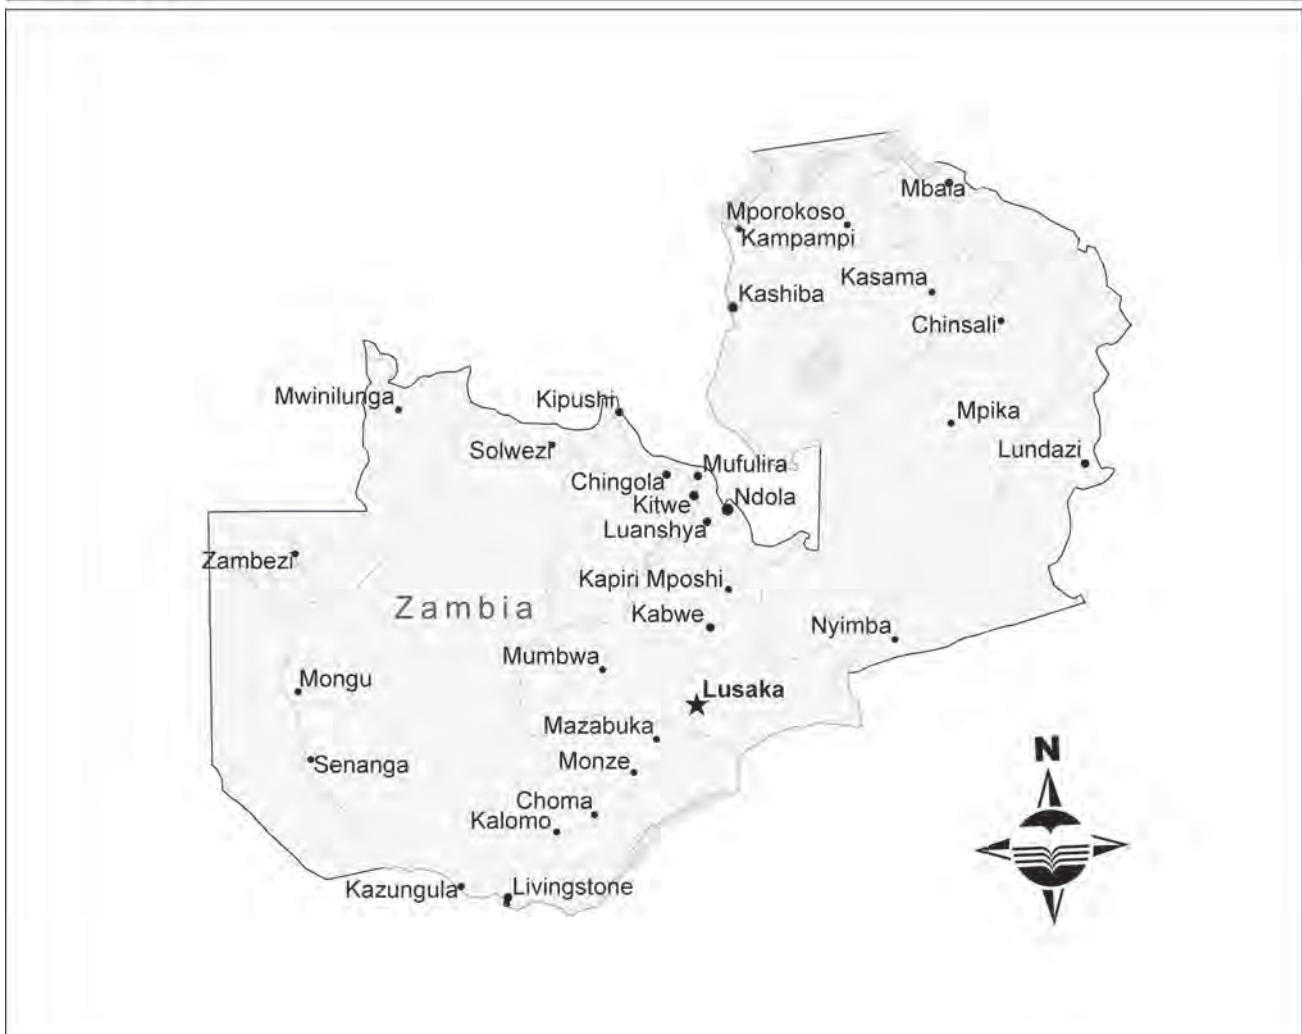 Mbala
Mporokoso
Kampampi
Kasama
Kashiba
Chinsali
Mwinilunga
Kipushi
Mpika
Solwezi
Lundazi
Mufulira
Chingola
Ndola
Kitwe
Luanshya
Zambezi
Kapiri Mposhi
Zambia
Kabwe
Nyimba
Mumbwa
Mongu
Lusaka
Mazabuka
Monze
Senanga
N
Choma
Kalomo
Kazungula
Livingstone